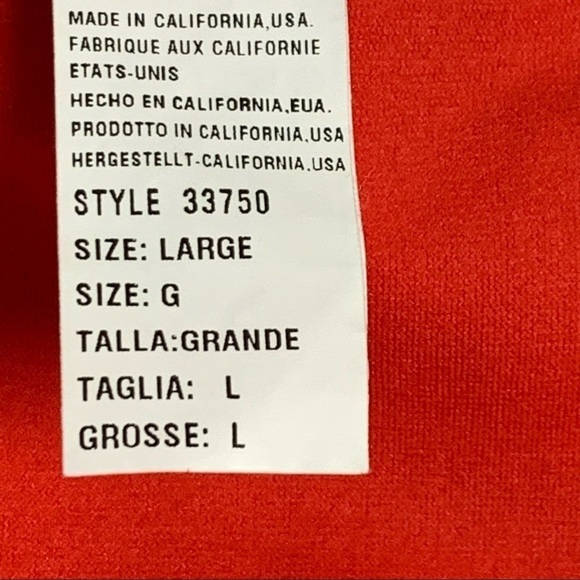 MADE IN CALIFORNIA,USA.
FABRIQUE AUX CALIFORNIE
ETATS-UNIS
HECHO EN CALIFORNIA,EUA.
PRODOTTO IN CALIFORNIA,USA
HERGESTELLT-CALIFORNIA,USA
STYLE 33750
SIZE: LARGE
SIZE: G
TALLA:GRANDE
TAGLIA: L
GROSSE: L